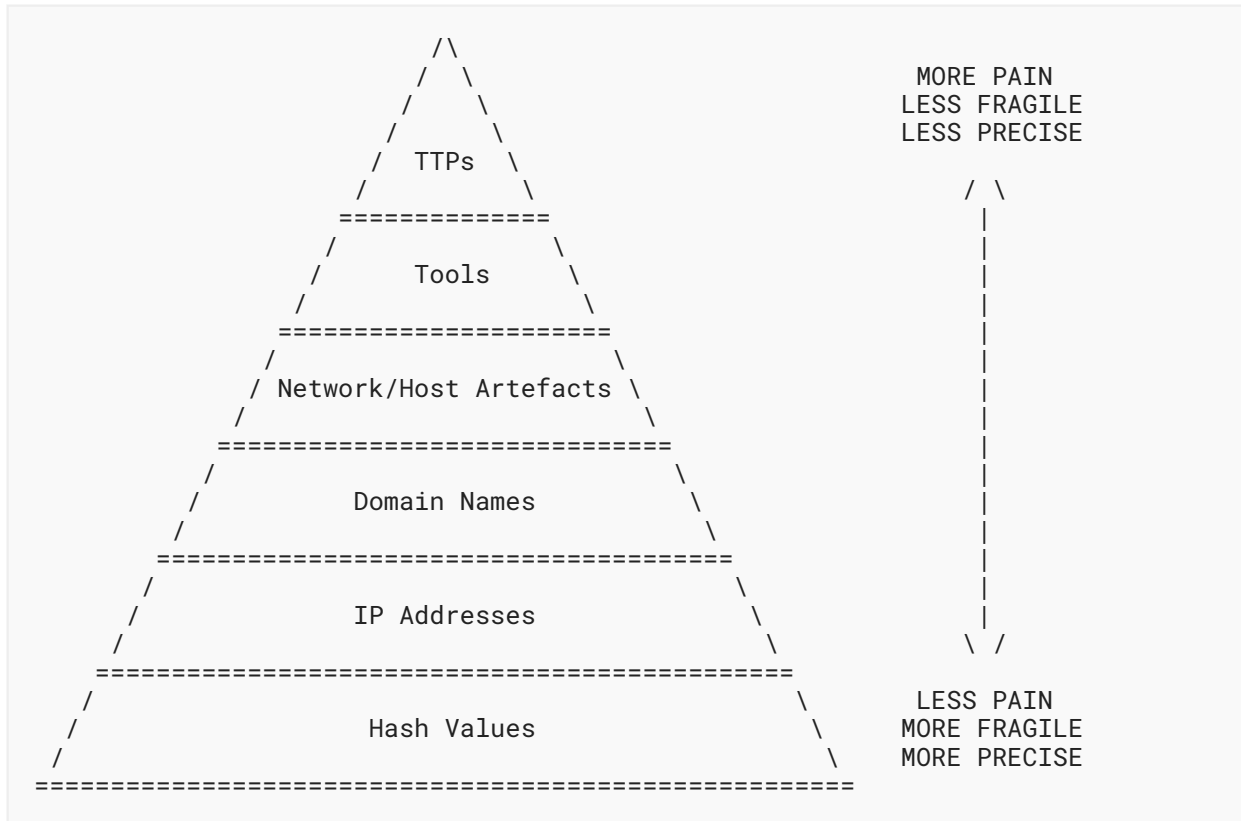 MORE PAIN
LESS FRAGILE
LESS PRECISE
TTPs
Tools
Network/Host Artefacts
Domain Names
IP Addresses
Hash Values
LESS PAIN
MORE FRAGILE
MORE PRECISE